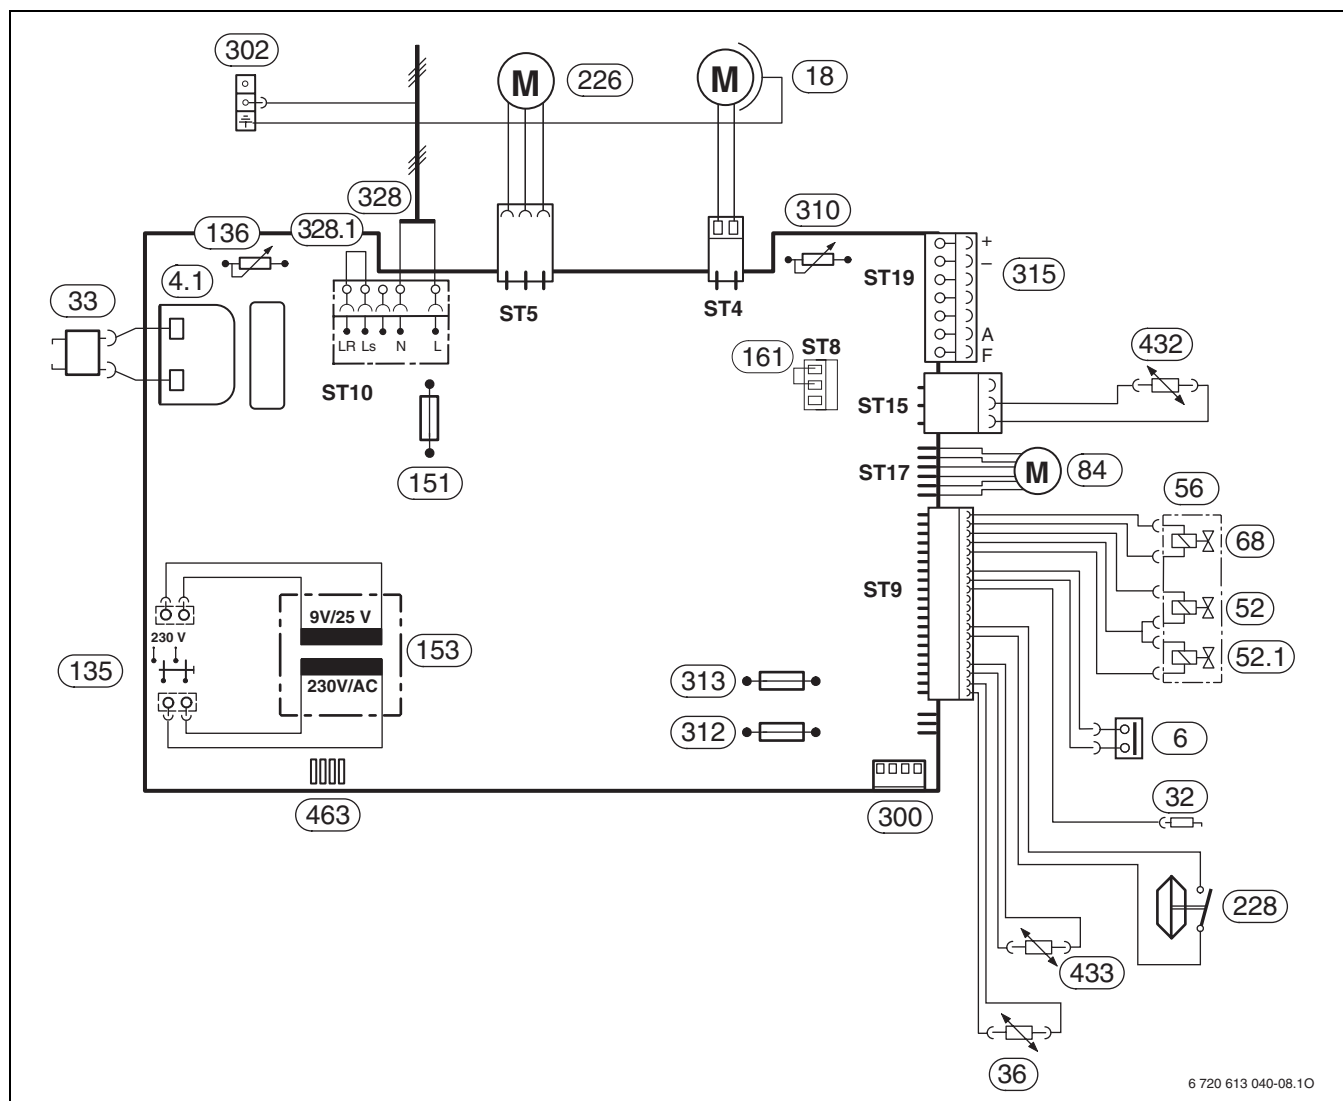 302
M
226
M
18
328
136
328.1
310
4.1
33
ST19
+
–
315
A
F
LR
Ls
N
L
ST5
ST4
ST10
161
ST8
432
ST15
151
ST17
M
84
56
68
ST9
52
52.1
230 V
9V/25 V
153
230V/AC
135
313
312
6
463
300
32
228
433
36
6 720 613 040-08.1O